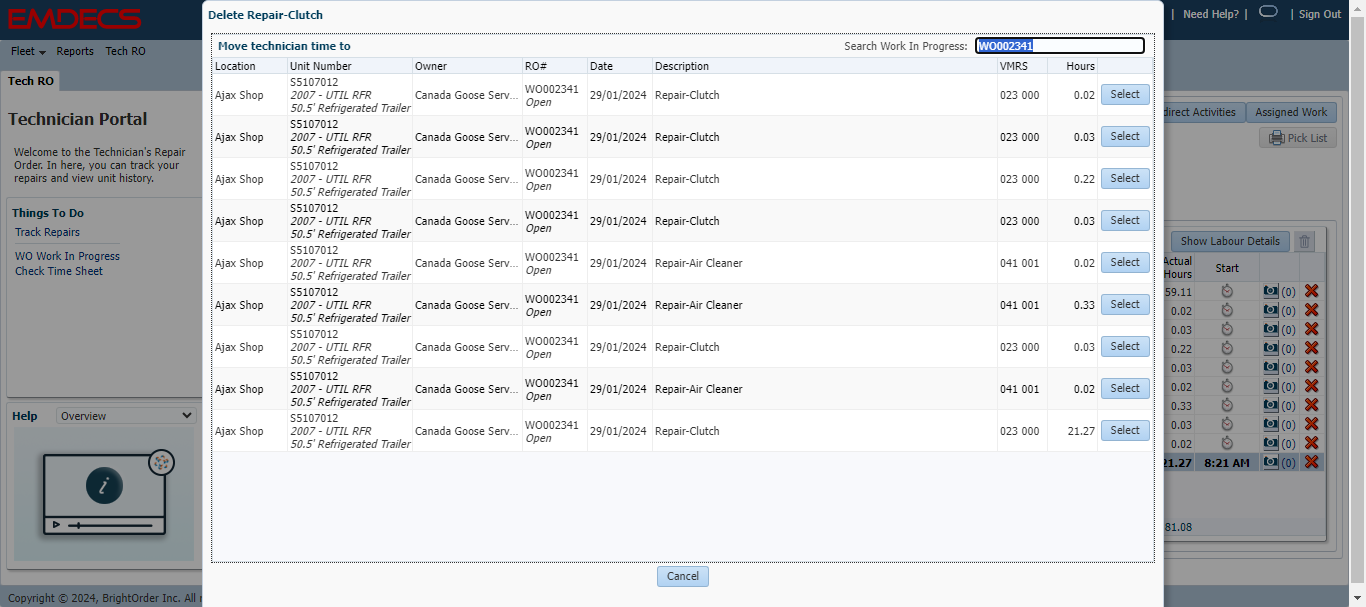 EMDECS
Need Help? |
| Sign Out
Fleet
Reports
Tech RO
Tech RO
Technician Portal
Welcome to the Technician's Repair
Order. In here, you can track your
repairs and view unit history.
Things To Do
Track Repairs
WO Work In Progress
Check Time Sheet
Help
Overview
Copyright © 2024, BrightOrder Inc. All
Delete Repair-Clutch
Move technician time to
Search Work In Progress: WO002341
Location Unit Number Owner RO# Date Description VMRS Hours
Ajax Shop S5107012 2007 - UTIL RFR 50.5' Refrigerated Trailer Canada Goose Serv... WO002341 Open 29/01/2024 Repair-Clutch 023 000 0.02 Select
Ajax Shop S5107012 2007 - UTIL RFR 50.5' Refrigerated Trailer Canada Goose Serv... WO002341 Open 29/01/2024 Repair-Clutch 023 000 0.03 Select
Ajax Shop S5107012 2007 - UTIL RFR 50.5' Refrigerated Trailer Canada Goose Serv... WO002341 Open 29/01/2024 Repair-Clutch 023 000 0.22 Select
Ajax Shop S5107012 2007 - UTIL RFR 50.5' Refrigerated Trailer Canada Goose Serv... WO002341 Open 29/01/2024 Repair-Clutch 023 000 0.03 Select
Ajax Shop S5107012 2007 - UTIL RFR 50.5' Refrigerated Trailer Canada Goose Serv... WO002341 Open 29/01/2024 Repair-Air Cleaner 041 001 0.02 Select
Ajax Shop S5107012 2007 - UTIL RFR 50.5' Refrigerated Trailer Canada Goose Serv... WO002341 Open 29/01/2024 Repair-Air Cleaner 041 001 0.33 Select
Ajax Shop S5107012 2007 - UTIL RFR 50.5' Refrigerated Trailer Canada Goose Serv... WO002341 Open 29/01/2024 Repair-Clutch 023 000 0.03 Select
Ajax Shop S5107012 2007 - UTIL RFR 50.5' Refrigerated Trailer Canada Goose Serv... WO002341 Open 29/01/2024 Repair-Air Cleaner 041 001 0.02 Select
Ajax Shop S5107012 2007 - UTIL RFR 50.5' Refrigerated Trailer Canada Goose Serv... WO002341 Open 29/01/2024 Repair-Clutch 023 000 21.27 Select
Cancel
direct Activities
Assigned Work
Pick List
Show Labour Details
Actual Hours Start
59.11 (0)
0.02 (0)
0.03 (0)
0.22 (0)
0.03 (0)
0.02 (0)
0.33 (0)
0.03 (0)
0.02 (0)
21.27 8:21 AM (0)
81.08